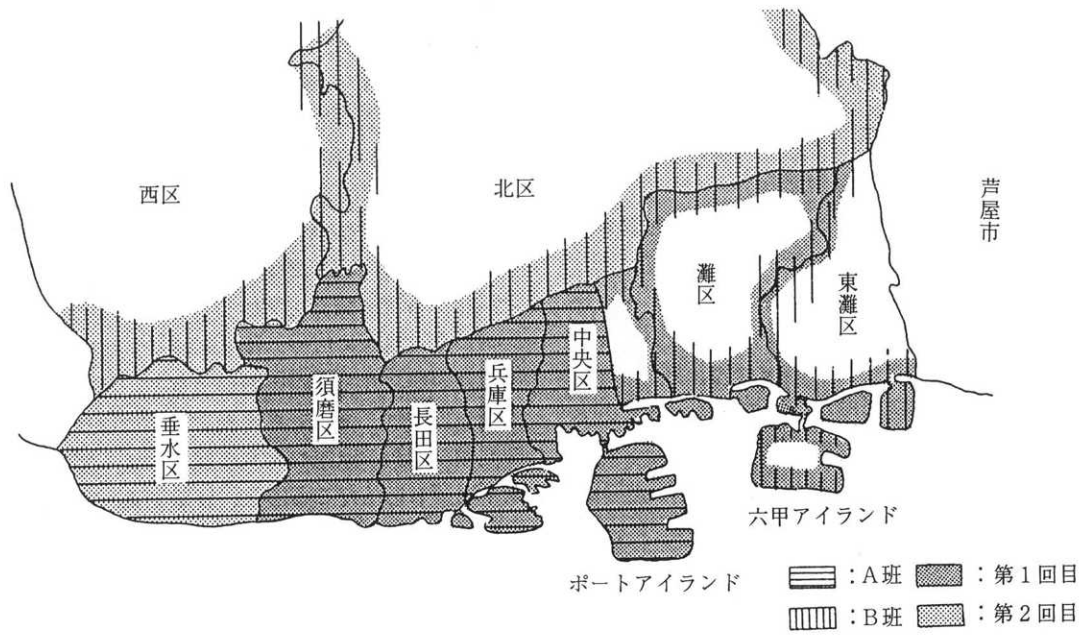 西区
北区
芦屋市
灘区
東灘区
中央区
兵庫区
須磨区
長田区
垂水区
六甲アイランド
ポートアイランド
：A班 ：第1回目
：B班 ：第2回目